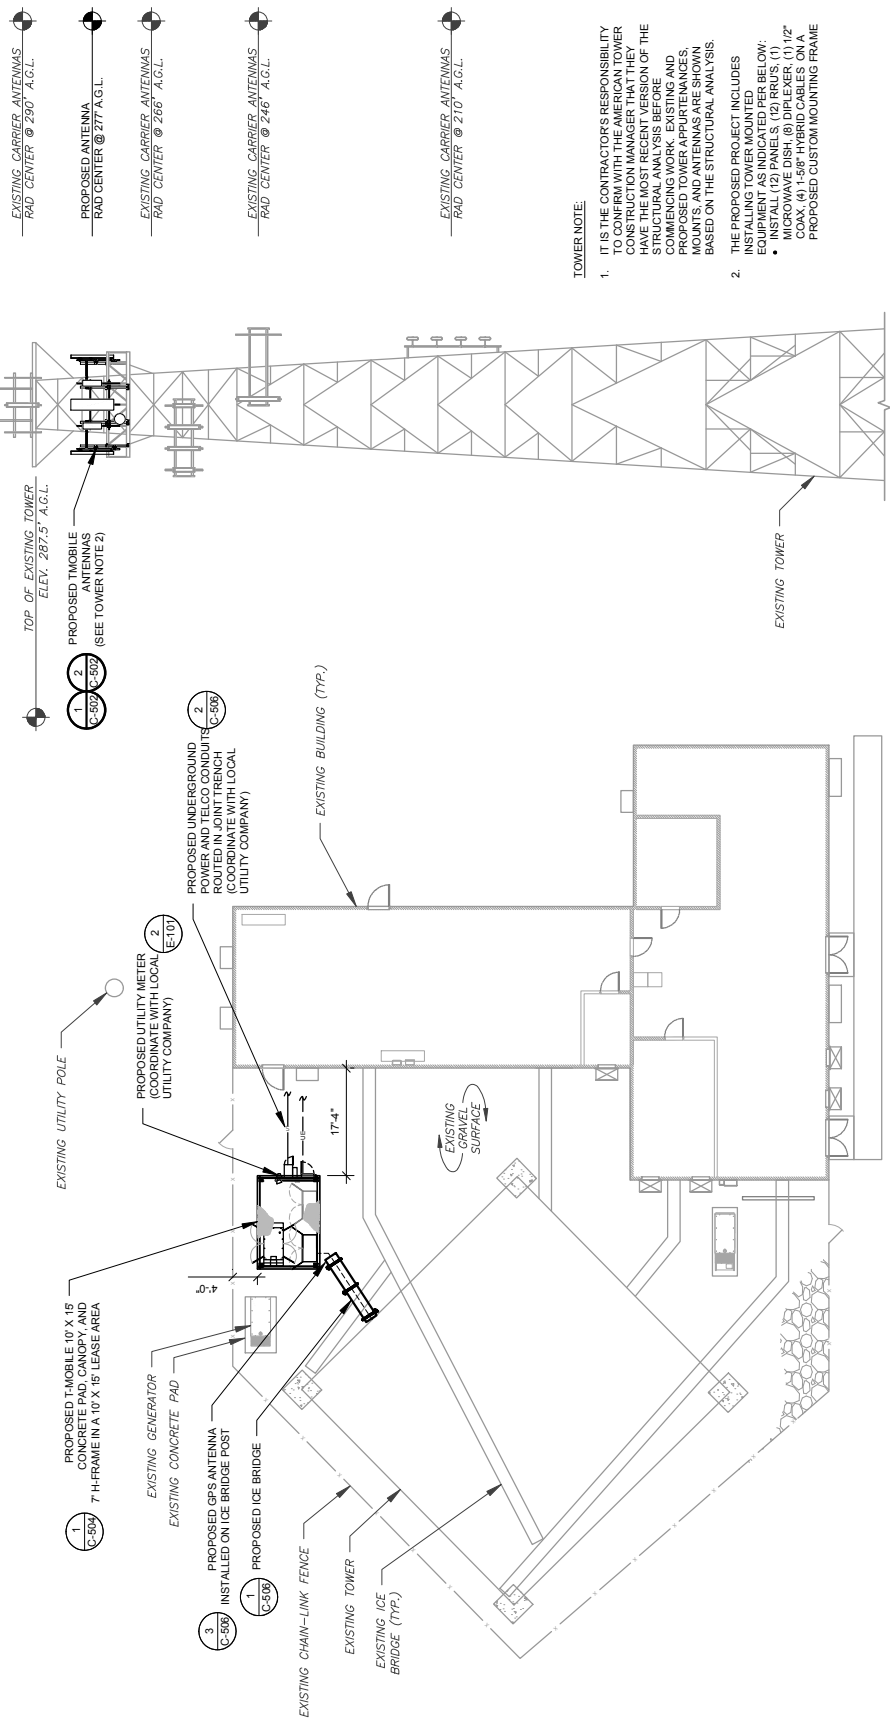 EXISTING CARRIER ANTENNAS
RAD CENTER @ 290' A.G.L.
PROPOSED ANTENNA
RAD CENTER @ 277' A.G.L.
EXISTING CARRIER ANTENNAS
RAD CENTER @ 266' A.G.L.
EXISTING CARRIER ANTENNAS
RAD CENTER @ 246' A.G.L.
EXISTING CARRIER ANTENNAS
RAD CENTER @ 210' A.G.L.
TOWER NOTE:
1. IT IS THE CONTRACTOR'S RESPONSIBILITY
TO CONFIRM WITH THE AMERICAN TOWER
CONSTRUCTION MANAGER THAT THEY
HAVE THE MOST RECENT VERSION OF THE
STRUCTURAL ANALYSIS BEFORE
COMMENCING WORK. EXISTING AND
PROPOSED TOWER APPURTENANCES,
MOUNTS, AND ANTENNAS ARE SHOWN
BASED ON THE STRUCTURAL ANALYSIS.
2. THE PROPOSED PROJECT INCLUDES
INSTALLING TOWER MOUNTED
EQUIPMENT AS INDICATED PER BELOW:
• INSTALL (12) PANELS, (12) RRU'S, (1)
MICROWAVE DISH, (8) DIPLEXER, (1) 1/2"
COAX, (4) 1-5/8" HYBRID CABLES ON A
PROPOSED CUSTOM MOUNTING FRAME
TOP OF EXISTING TOWER
ELEV. 287.5' A.G.L.
1
C-502
2
C-502
PROPOSED TMOBILE
ANTENNAS
(SEE TOWER NOTE 2)
EXISTING TOWER
2
C-506
PROPOSED UNDERGROUND
POWER AND TELCO CONDUITS
ROUTED IN JOINT TRENCH
(COORDINATE WITH LOCAL
UTILITY COMPANY)
EXISTING BUILDING (TYP.)
2
E-101
PROPOSED UTILITY METER
(COORDINATE WITH LOCAL
UTILITY COMPANY)
EXISTING UTILITY POLE
1
C-504
PROPOSED T-MOBILE 10' X 15'
CONCRETE PAD, CANOPY, AND
7' H-FRAME IN A 10' X 15' LEASE AREA
EXISTING GENERATOR
EXISTING CONCRETE PAD
3
C-506
PROPOSED GPS ANTENNA
INSTALLED ON ICE BRIDGE POST
1
C-506
PROPOSED ICE BRIDGE
EXISTING CHAIN-LINK FENCE
EXISTING TOWER
EXISTING ICE
BRIDGE (TYP.)
4'-0"
17'-4"
EXISTING
GRAVEL
SURFACE
UE